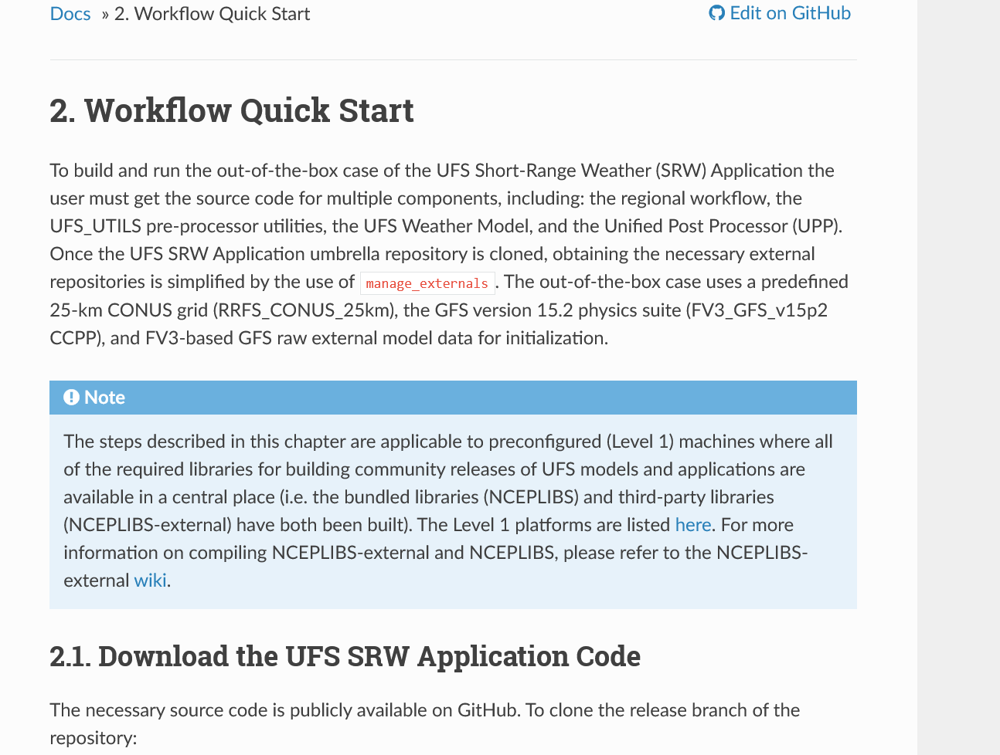 Docs » 2. Workflow Quick Start Edit on GitHub
2. Workflow Quick Start
To build and run the out-of-the-box case of the UFS Short-Range Weather (SRW) Application the
user must get the source code for multiple components, including: the regional workflow, the
UFS_UTILS pre-processor utilities, the UFS Weather Model, and the Unified Post Processor (UPP).
Once the UFS SRW Application umbrella repository is cloned, obtaining the necessary external
repositories is simplified by the use of manage_externals. The out-of-the-box case uses a predefined
25-km CONUS grid (RRFS_CONUS_25km), the GFS version 15.2 physics suite (FV3_GFS_v15p2
CCPP), and FV3-based GFS raw external model data for initialization.
Note
The steps described in this chapter are applicable to preconfigured (Level 1) machines where all
of the required libraries for building community releases of UFS models and applications are
available in a central place (i.e. the bundled libraries (NCEPLIBS) and third-party libraries
(NCEPLIBS-external) have both been built). The Level 1 platforms are listed here. For more
information on compiling NCEPLIBS-external and NCEPLIBS, please refer to the NCEPLIBS-
external wiki.
2.1. Download the UFS SRW Application Code
The necessary source code is publicly available on GitHub. To clone the release branch of the
repository: